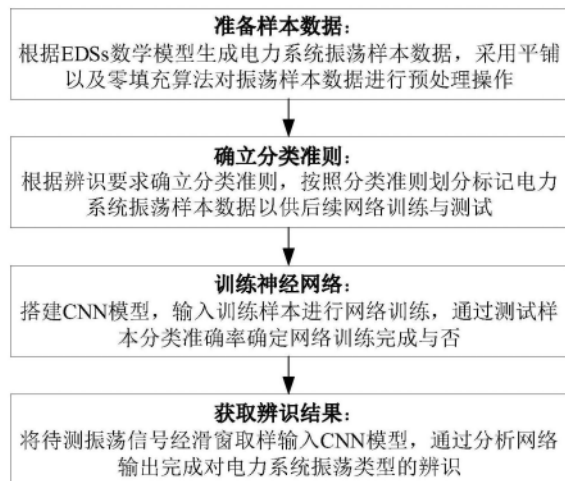 准备样本数据：
根据EDSs数学模型生成电力系统振荡样本数据，采用平铺
以及零填充算法对振荡样本数据进行预处理操作
确立分类准则：
根据辨识要求确立分类准则，按照分类准则划分标记电力
系统振荡样本数据以供后续网络训练与测试
训练神经网络：
搭建CNN模型，输入训练样本进行网络训练，通过测试样
本分类准确率确定网络训练完成与否
获取辨识结果：
将待测振荡信号经滑窗取样输入CNN模型，通过分析网络
输出完成对电力系统振荡类型的辨识